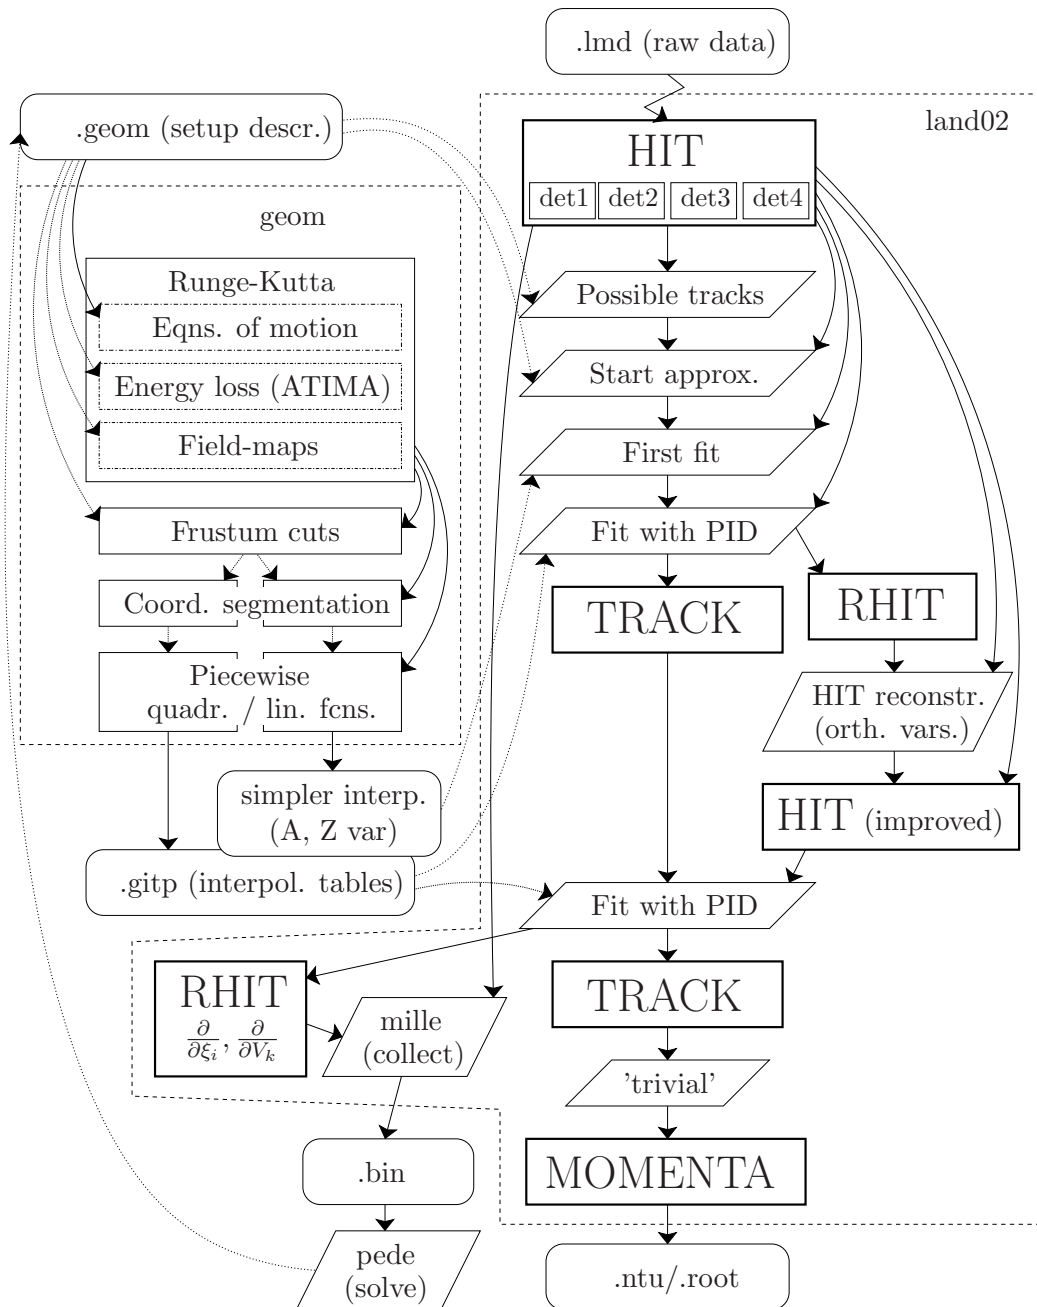 .lmd (raw data)
.geom (setup descr.)
land02
HIT
det1 det2 det3 det4
geom
Runge-Kutta
Eqns. of motion
Energy loss (ATIMA)
Field-maps
Possible tracks
Start approx.
First fit
Frustum cuts
Fit with PID
Coord. segmentation
TRACK
RHIT
Piecewise
quadr. / lin. fcns.
HIT reconstr.
(orth. vars.)
simpler interp.
(A, Z var)
HIT (improved)
.gitp (interpol. tables)
Fit with PID
RHIT
∂/∂ξ_i, ∂/∂V_k
TRACK
mille
(collect)
'trivial'
.bin
MOMENTA
pede
(solve)
.ntu/.root